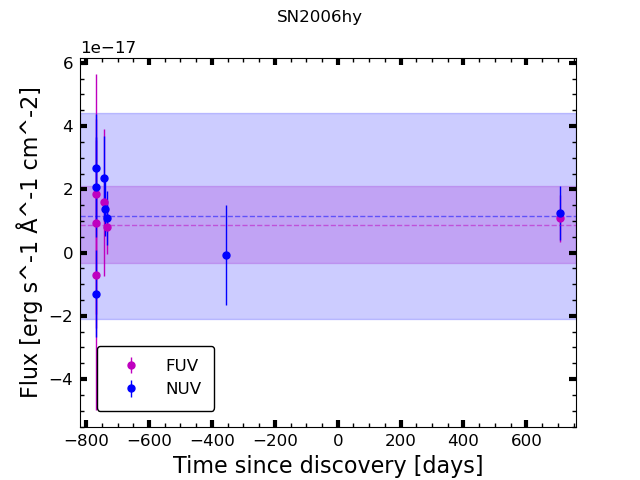 SN2006hy
1e−17
6
4
2
0
−2
−4
Flux [erg s^-1 Å^-1 cm^-2]
FUV
NUV
−800 −600 −400 −200 0 200 400 600
Time since discovery [days]